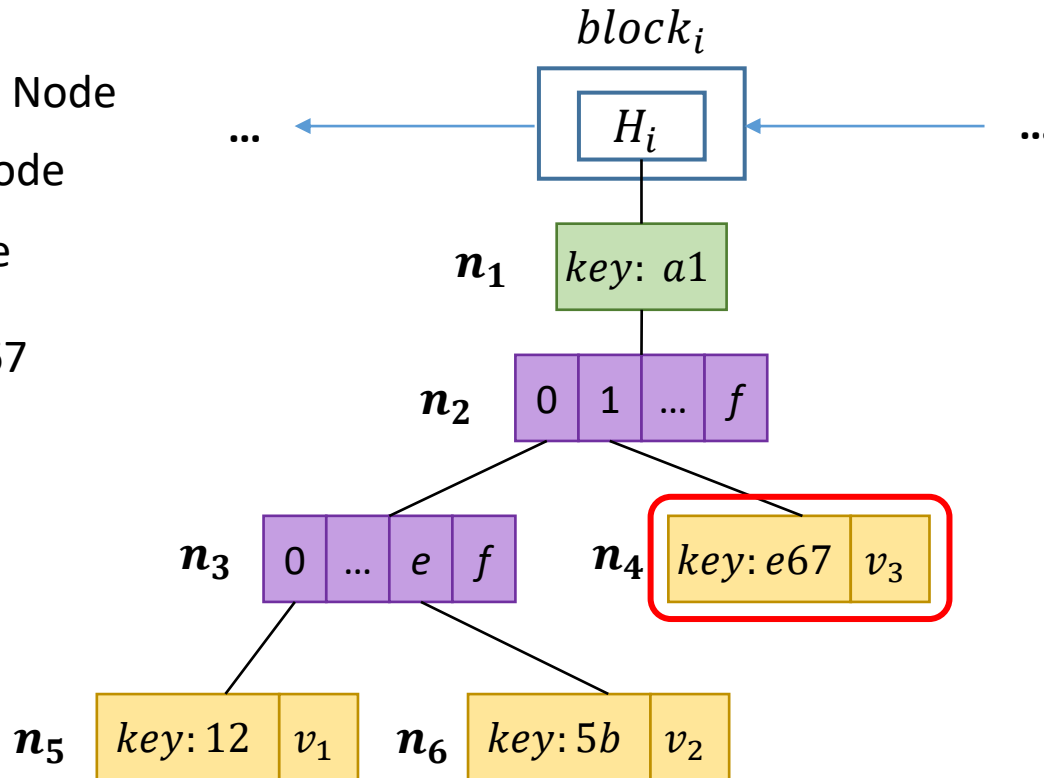 block_i
Node
... H_i ...
ode
n_1 key: a1
e
67
n_2 0 1 ... f
n_3 0 ... e f
n_4 key: e67 v_3
n_5 key: 12 v_1
n_6 key: 5b v_2